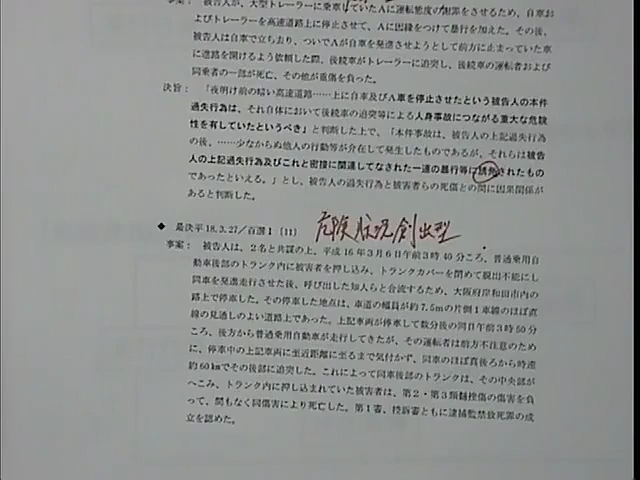 事案： 被告人が、大型トレーラーに乗車していたAに運転態度の謝罪をさせるため、自車お
よびトレーラーを高速道路上に停止させて、Aに因縁をつけて暴行を加えた。その後、
被告人は自車で立ち去り、ついでAが自車を発進させようとして前方に止まっていた車
に進路を開けるよう依頼した際、後続車がトレーラーに追突し、後続車の運転者および
同乗者の一部が死亡、その他が重傷を負った。
決旨： 「夜明け前の暗い高速道路……上に自車及びA車を停止させたという被告人の本件
過失行為は、それ自体において後続車の追突等による人身事故につながる重大な危険
性を有していたというべき」と判断した上で、「本件事故は、被告人の上記過失行為
の後、……少なからぬ他人の行動等が介在して発生したものであるが、それらは被告
人の上記過失行為及びこれと密接に関連してなされた一連の暴行等に誘発されたもの
であったといえる。」とし、被告人の過失行為と被害者らの死傷との間に因果関係が
あると判断した。
◆ 最決平18.3.27／百選Ⅰ〔11〕 危険状況創出型
事案： 被告人は、2名と共謀の上、平成16年3月6日午前3時40分ころ、普通乗用自
動車後部のトランク内に被害者を押し込み、トランクカバーを閉めて脱出不能にし
同車を発進走行させた後、呼び出した知人らと合流するため、大阪府岸和田市内の
路上で停車した。その停車した地点は、車道の幅員が約7.5mの片側1車線のほぼ直
線の見通しのよい道路上であった。上記車両が停車して数分後の同日午前3時50分
ころ、後方から普通乗用自動車が走行してきたが、その運転者は前方不注意のため
に、停車中の上記車両に至近距離に至るまで気付かず、同車のほぼ真後ろから時速
約60kmでその後部に追突した。これによって同車後部のトランクは、その中央部が
へこみ、トランク内に押し込まれていた被害者は、第2・第3頸髄挫傷の傷害を負
って、間もなく同傷害により死亡した。第1審、控訴審ともに逮捕監禁致死罪の成
立を認めた。